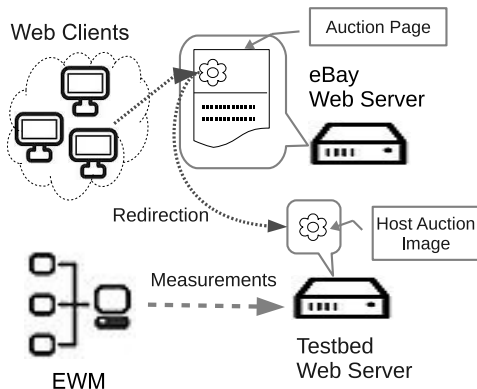 Web Clients
Auction Page
eBay
Web Server
Redirection
Host Auction
Image
Measurements
Testbed
Web Server
EWM